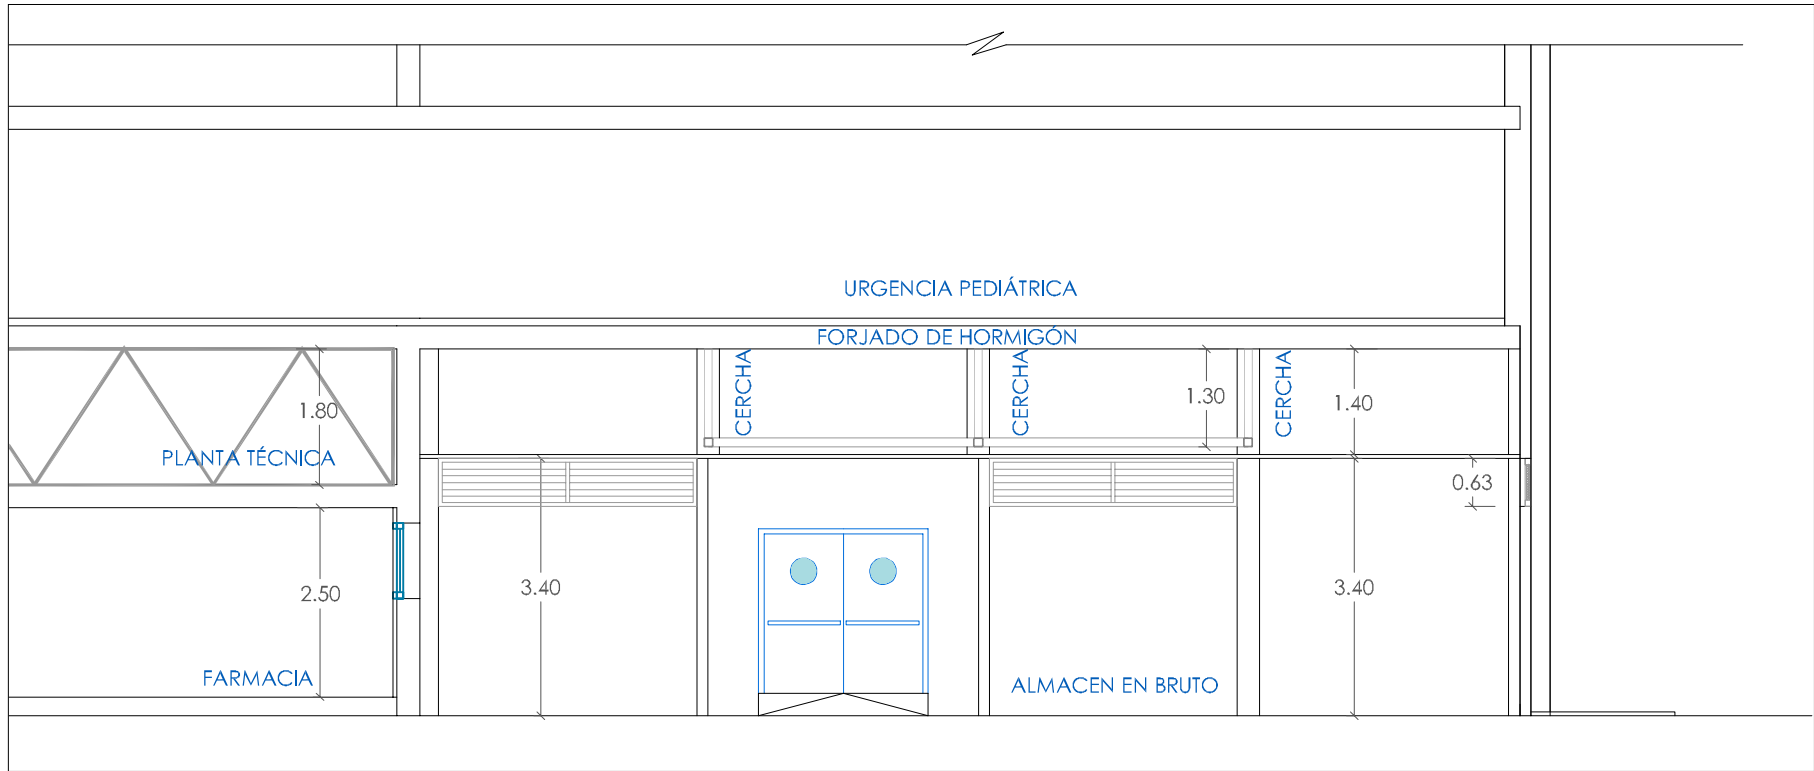 URGENCIA PEDIÁTRICA
FORJADO DE HORMIGÓN
CERCHA
CERCHA
CERCHA
1.80
1.30
1.40
PLANTA TÉCNICA
0.63
2.50
3.40
3.40
FARMACIA
ALMACEN EN BRUTO